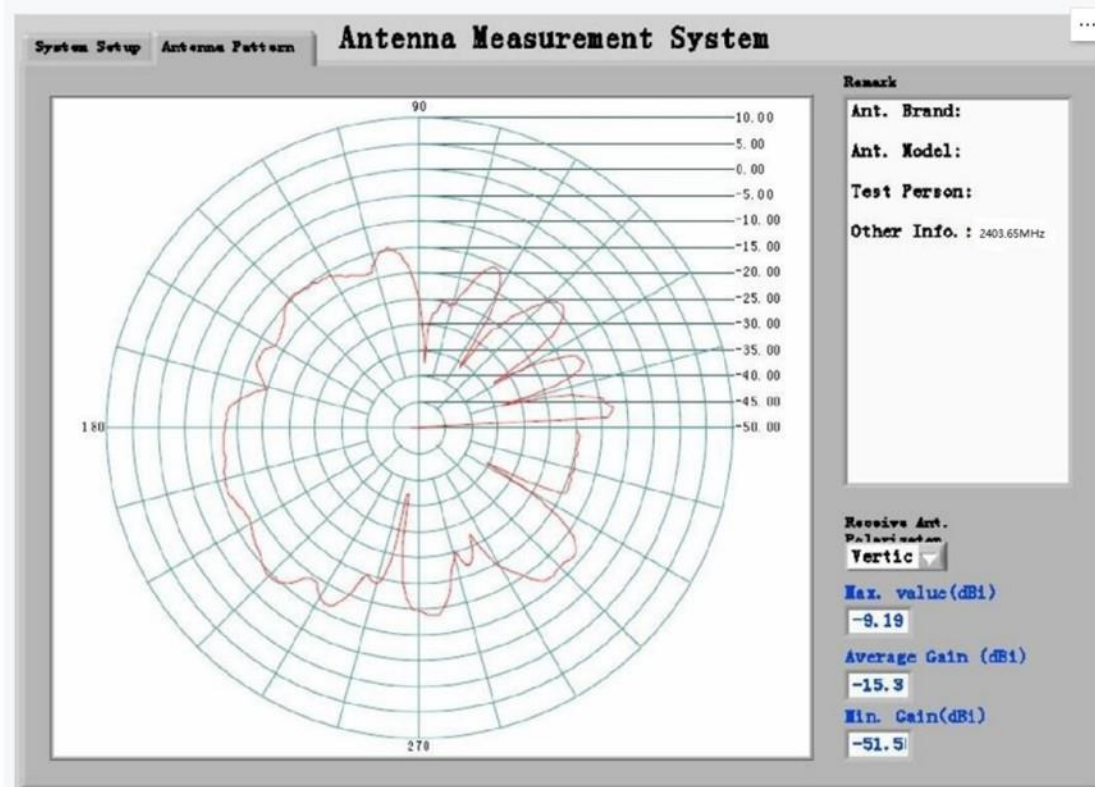 System Setup
Antenna Pattern
Antenna Measurement System
90
10.00
5.00
0.00
-5.00
-10.00
-15.00
-20.00
-25.00
-30.00
-35.00
-40.00
-45.00
-50.00
180
270
Remark
Ant. Brand:
Ant. Model:
Test Person:
Other Info.: 2403.65MHz
Receive Ant.
Polarizaton
Vertic
Max. value(dBi)
-9.19
Average Gain (dBi)
-15.3
Min. Gain(dBi)
-51.5